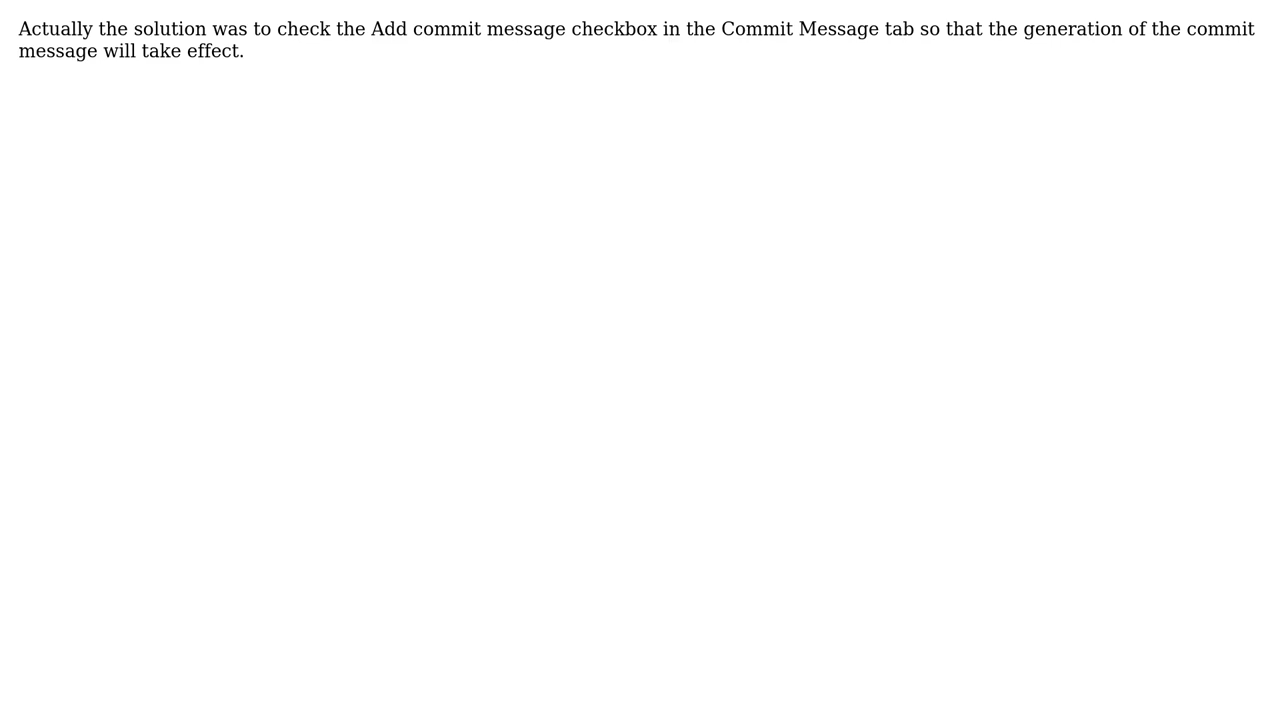 Actually the solution was to check the Add commit message checkbox in the Commit Message tab so that the generation of the commit
message will take effect.